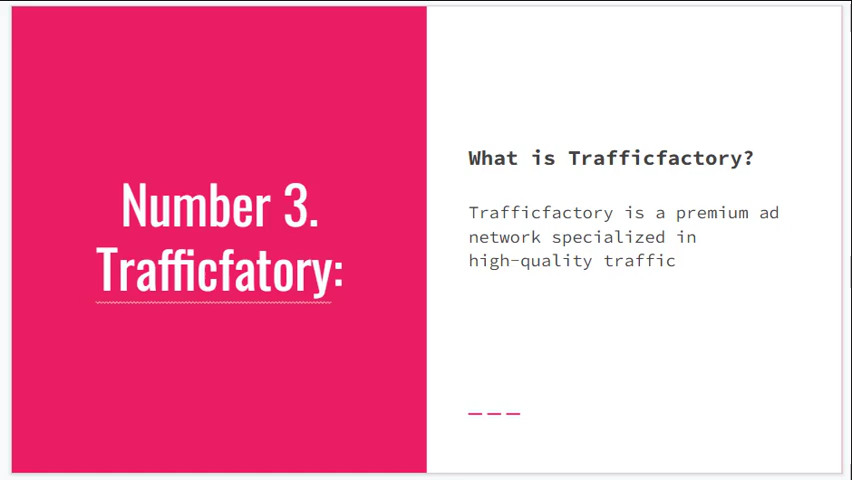 Number 3.
Trafficfatory:
What is Trafficfactory?
Trafficfactory is a premium ad
network specialized in
high-quality traffic